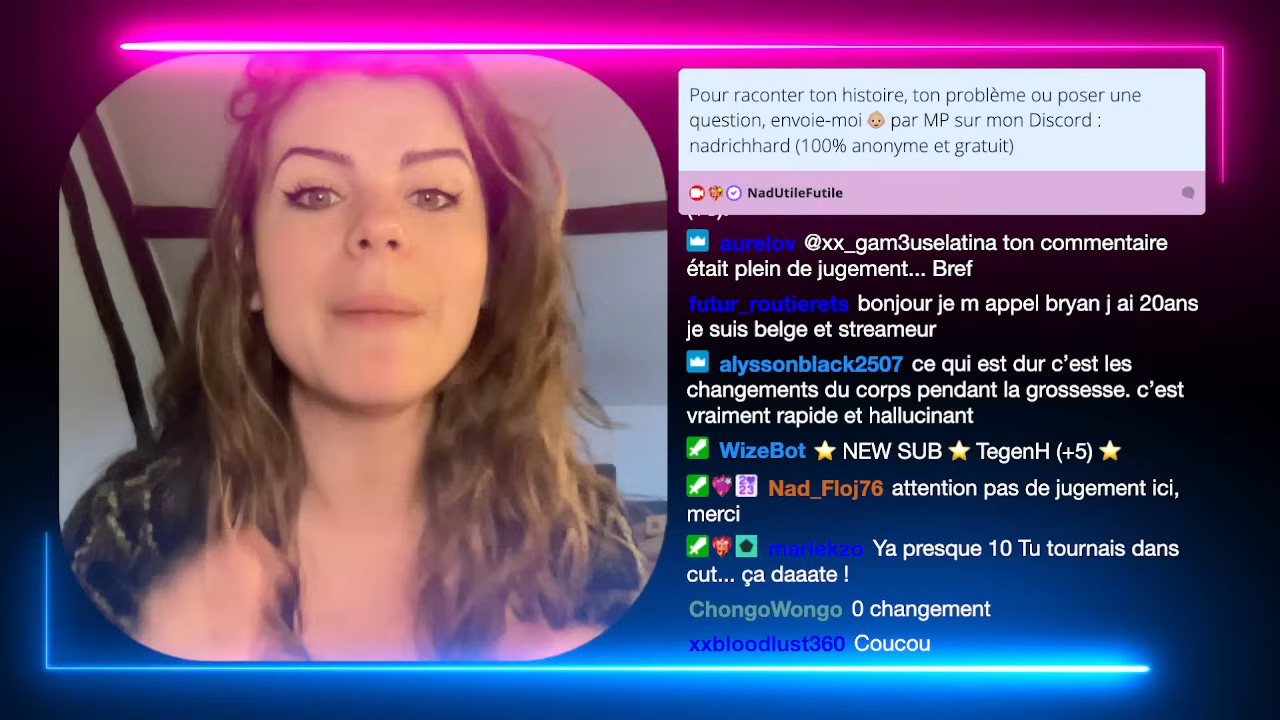 Pour raconter ton histoire, ton problème ou poser une
question, envoie-moi 👶🏼 par MP sur mon Discord :
nadrichhard (100% anonyme et gratuit)
NadUtileFutile
aurelov @xx_gam3uselatina ton commentaire
était plein de jugement... Bref
futur_routierets bonjour je m appel bryan j ai 20ans
je suis belge et streameur
alyssonblack2507 ce qui est dur c’est les
changements du corps pendant la grossesse. c’est
vraiment rapide et hallucinant
WizeBot ⭐ NEW SUB ⭐ TegenH (+5) ⭐
Nad_Floj76 attention pas de jugement ici,
merci
mariekzo Ya presque 10 Tu tournais dans
cut... ça daaate !
ChongoWongo 0 changement
xxbloodlust360 Coucou